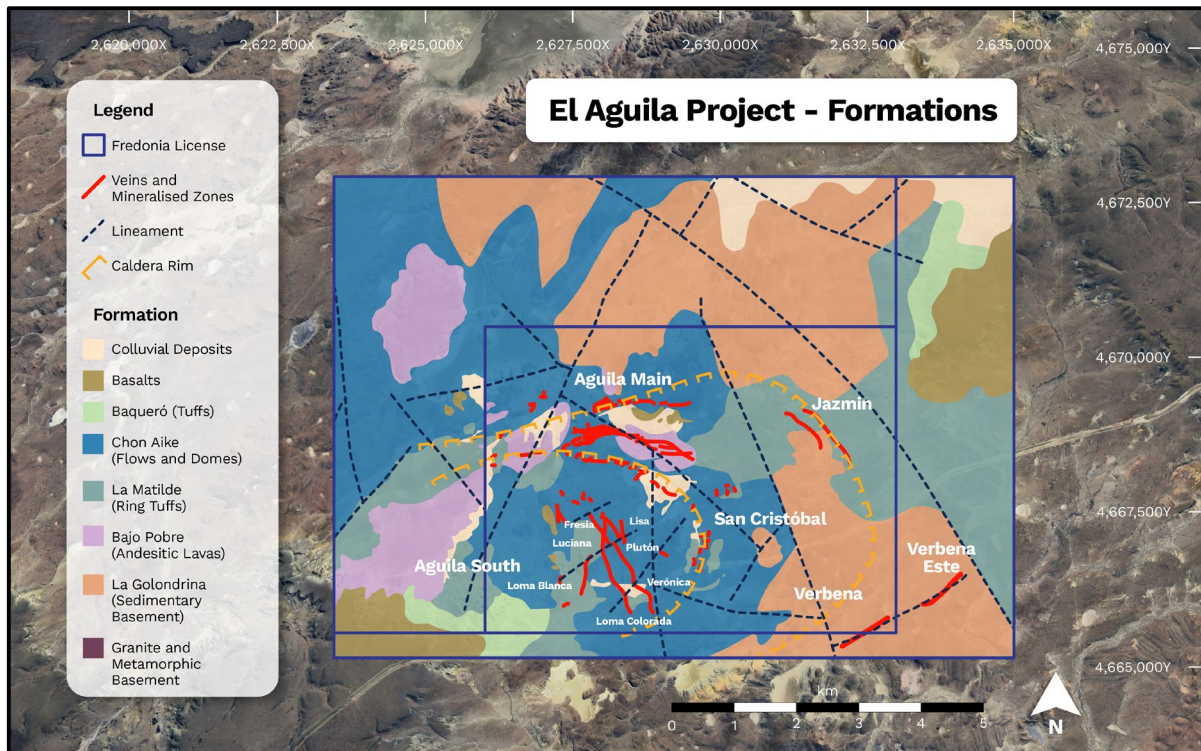 2,620,000X
2,622,500X
2,625,000X
2,627,500X
2,630,000X
2,632,500X
2,635,000X
4,675,000Y
4,672,500Y
4,670,000Y
4,667,500Y
4,665,000Y
El Aguila Project - Formations
Legend
Fredonia License
Veins and
Mineralised Zones
Lineament
Caldera Rim
Formation
Colluvial Deposits
Basalts
Baqueró (Tuffs)
Chon Aike
(Flows and Domes)
La Matilde
(Ring Tuffs)
Bajo Pobre
(Andesitic Lavas)
La Golondrina
(Sedimentary
Basement)
Granite and
Metamorphic
Basement
Aguila Main
Jazmín
San Cristóbal
Fresia
Lisa
Luciana
Plutón
Aguila South
Loma Blanca
Verónica
Loma Colorada
Verbena
Verbena
Este
km
0 1 2 3 4 5
N